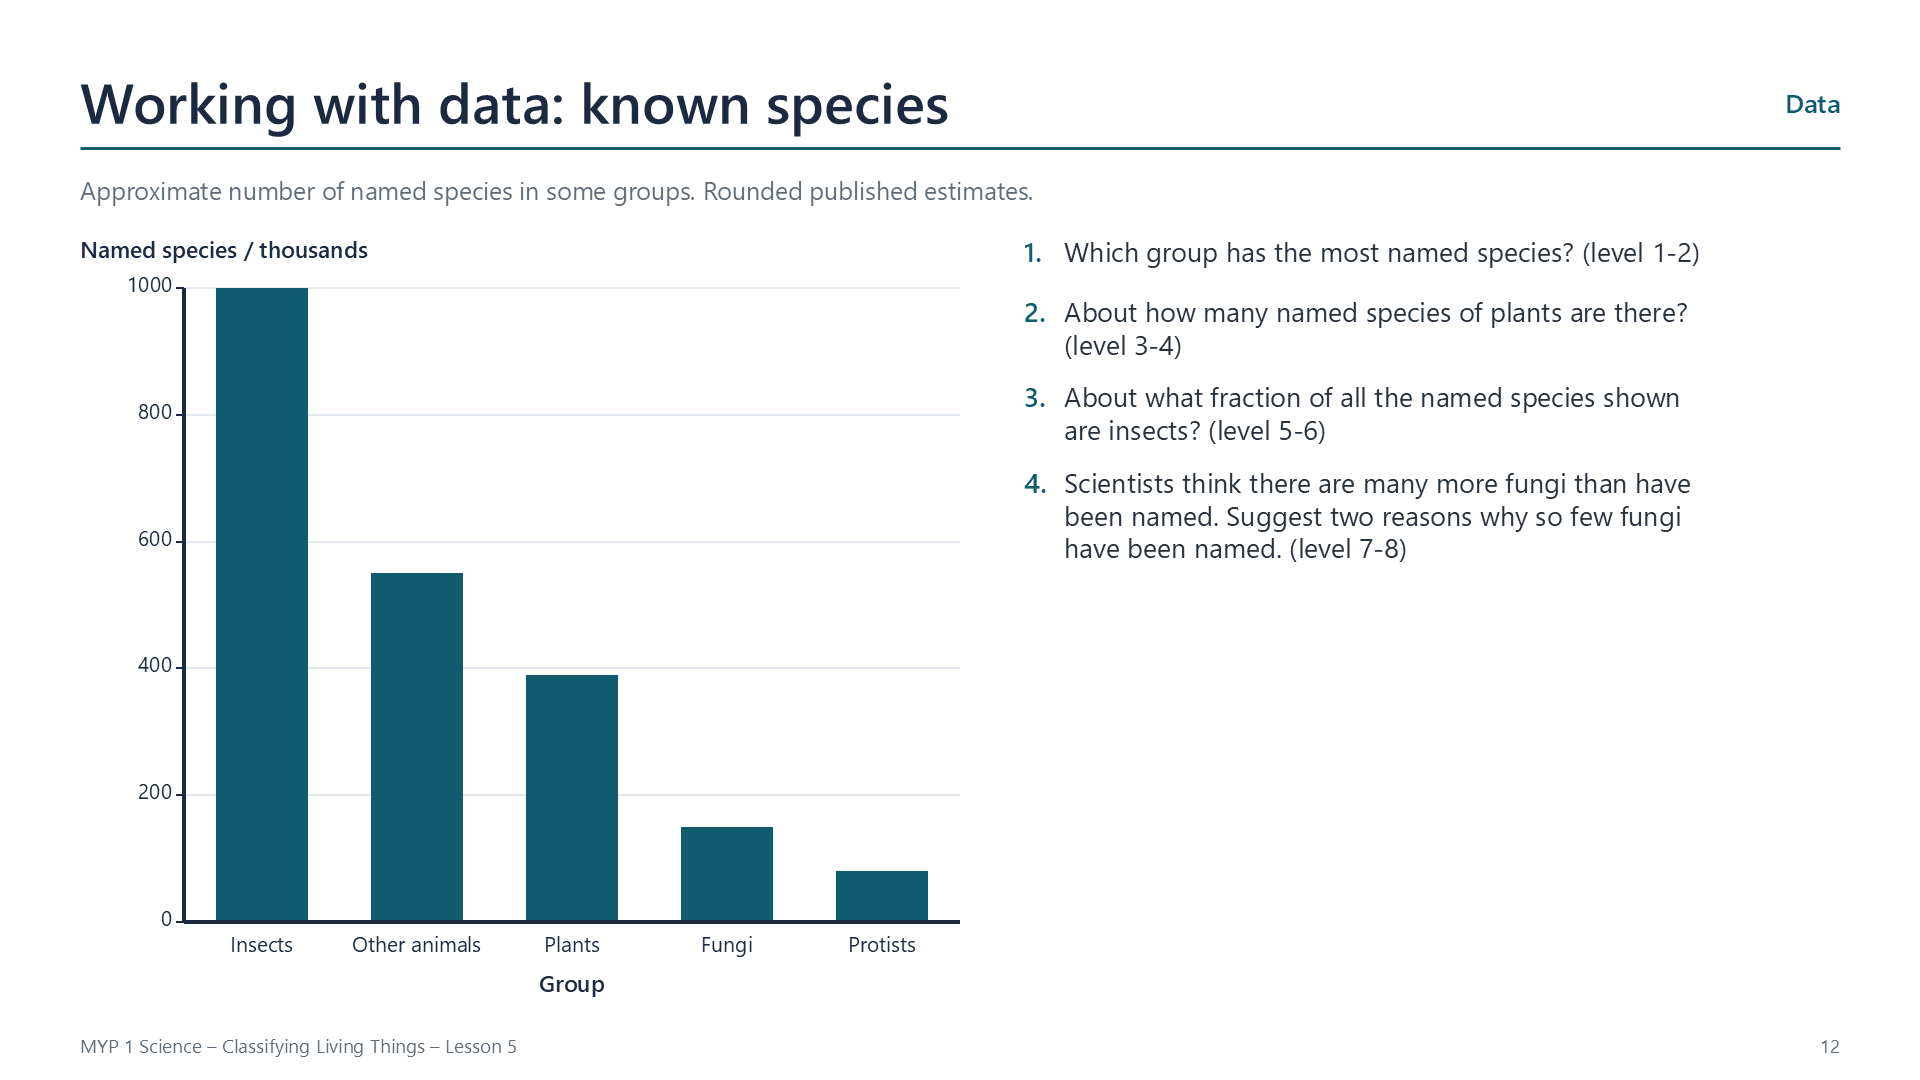 Working with data: known species
Data
Approximate number of named species in some groups. Rounded published estimates.
Named species / thousands
1000
800
600
400
200
0
Insects
Other animals
Plants
Fungi
Protists
Group
1. Which group has the most named species? (level 1-2)
2. About how many named species of plants are there?
(level 3-4)
3. About what fraction of all the named species shown
are insects? (level 5-6)
4. Scientists think there are many more fungi than have
been named. Suggest two reasons why so few fungi
have been named. (level 7-8)
MYP 1 Science – Classifying Living Things – Lesson 5
12